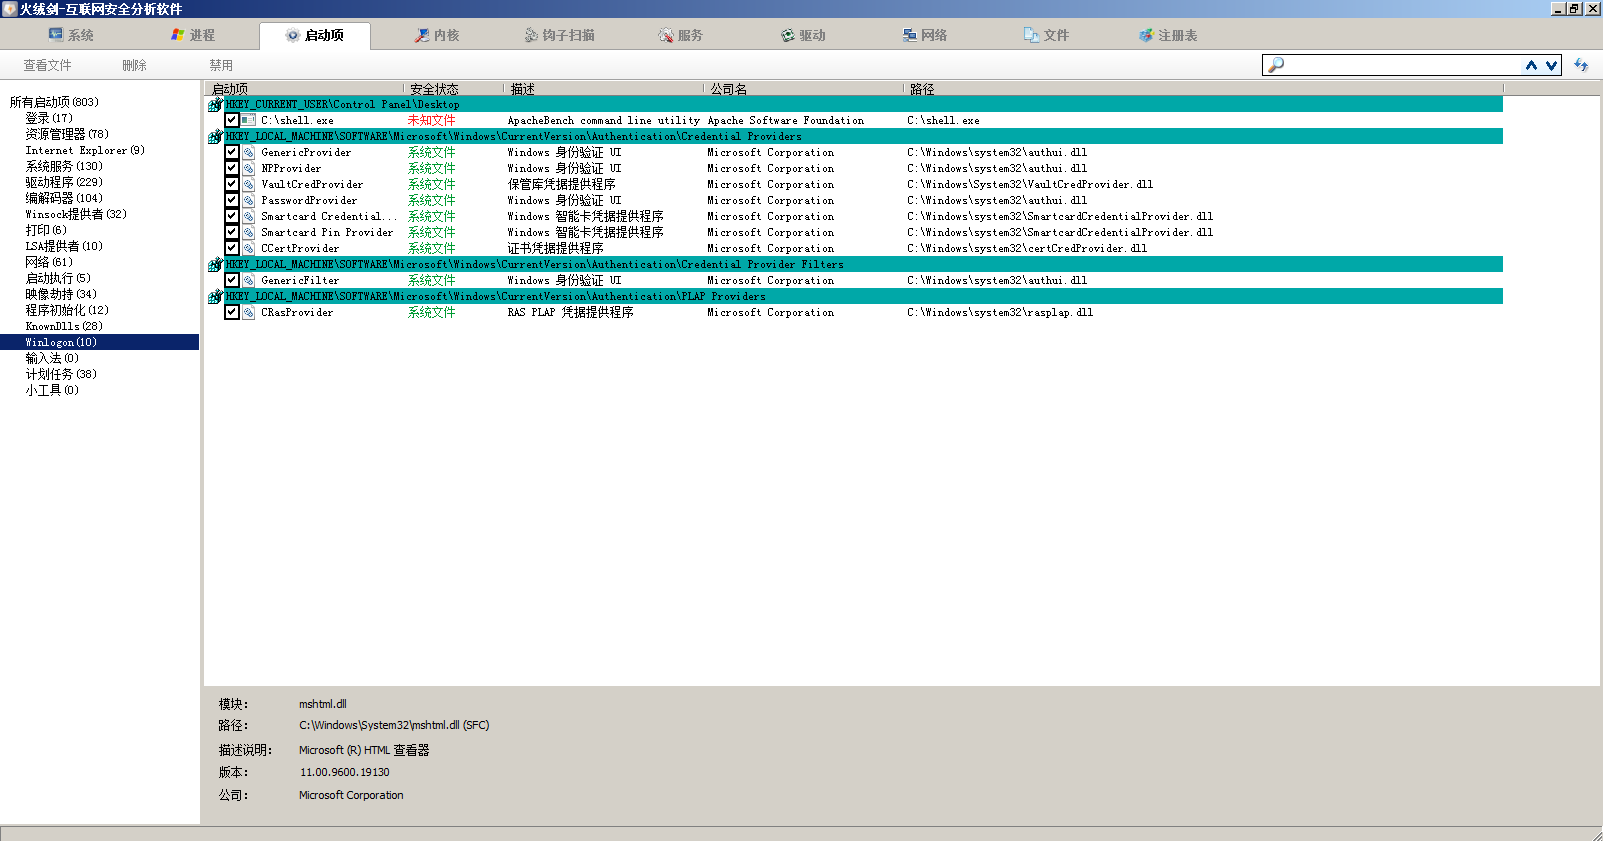 火绒剑-互联网安全分析软件
系统 进程 启动项 内核 钩子扫描 服务 驱动 网络 文件 注册表
查看文件 删除 禁用
所有启动项(803)
登录(17)
资源管理器(78)
Internet Explorer(9)
系统服务(130)
驱动程序(229)
编解码器(104)
Winsock提供者(32)
打印(6)
LSA提供者(10)
网络(61)
启动执行(5)
映像劫持(34)
程序初始化(12)
KnownDlls(28)
Winlogon(10)
输入法(0)
计划任务(38)
小工具(0)
启动项 安全状态 描述 公司名 路径
HKEY_CURRENT_USER\Control Panel\Desktop
C:\shell.exe 未知文件 ApacheBench command line utility Apache Software Foundation C:\shell.exe
HKEY_LOCAL_MACHINE\SOFTWARE\Microsoft\Windows\CurrentVersion\Authentication\Credential Providers
GenericProvider 系统文件 Windows 身份验证 UI Microsoft Corporation C:\Windows\system32\authui.dll
NPProvider 系统文件 Windows 身份验证 UI Microsoft Corporation C:\Windows\system32\authui.dll
VaultCredProvider 系统文件 保管库凭据提供程序 Microsoft Corporation C:\Windows\System32\VaultCredProvider.dll
PasswordProvider 系统文件 Windows 身份验证 UI Microsoft Corporation C:\Windows\system32\authui.dll
Smartcard Credential... 系统文件 Windows 智能卡凭据提供程序 Microsoft Corporation C:\Windows\system32\SmartcardCredentialProvider.dll
Smartcard Pin Provider 系统文件 Windows 智能卡凭据提供程序 Microsoft Corporation C:\Windows\system32\SmartcardCredentialProvider.dll
CCertProvider 系统文件 证书凭据提供程序 Microsoft Corporation C:\Windows\system32\certCredProvider.dll
HKEY_LOCAL_MACHINE\SOFTWARE\Microsoft\Windows\CurrentVersion\Authentication\Credential Provider Filters
GenericFilter 系统文件 Windows 身份验证 UI Microsoft Corporation C:\Windows\system32\authui.dll
HKEY_LOCAL_MACHINE\SOFTWARE\Microsoft\Windows\CurrentVersion\Authentication\PLAP Providers
CRasProvider 系统文件 RAS PLAP 凭据提供程序 Microsoft Corporation C:\Windows\system32\rasplap.dll
模块: mshtml.dll
路径: C:\Windows\System32\mshtml.dll (SFC)
描述说明: Microsoft (R) HTML 查看器
版本: 11.00.9600.19130
公司: Microsoft Corporation